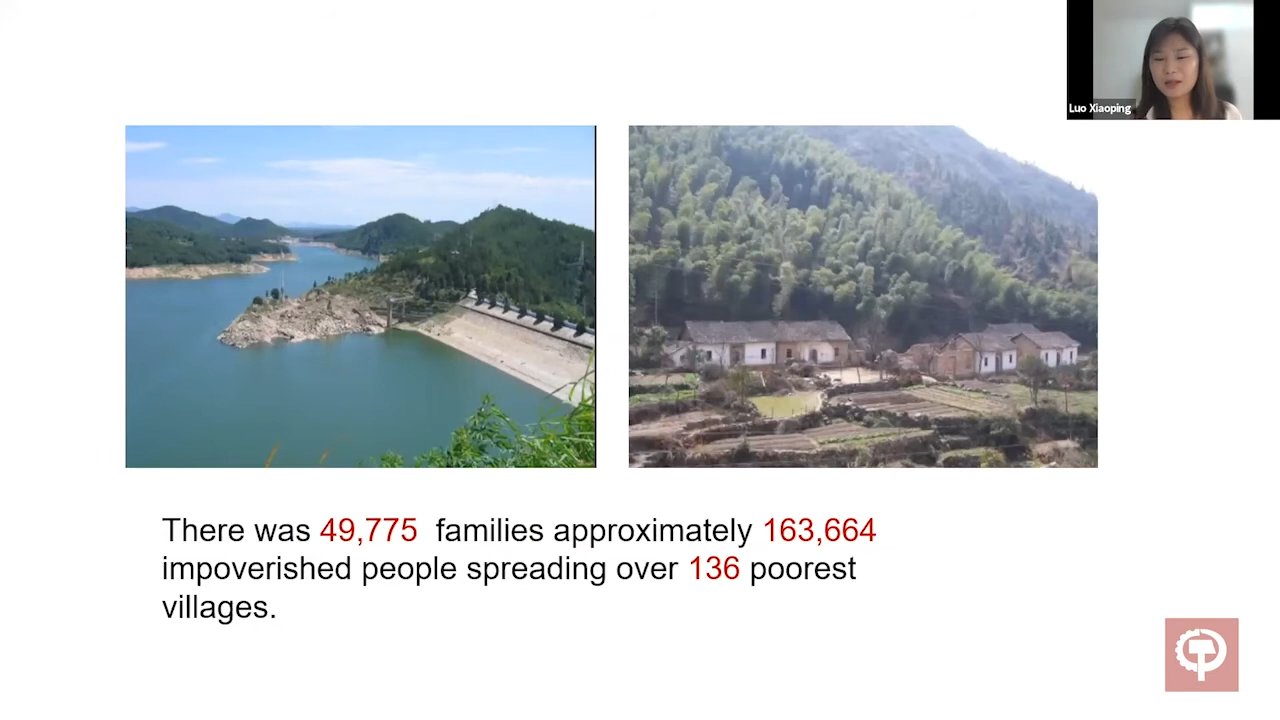 Luo Xiaoping
There was 49,775 families approximately 163,664
impoverished people spreading over 136 poorest
villages.